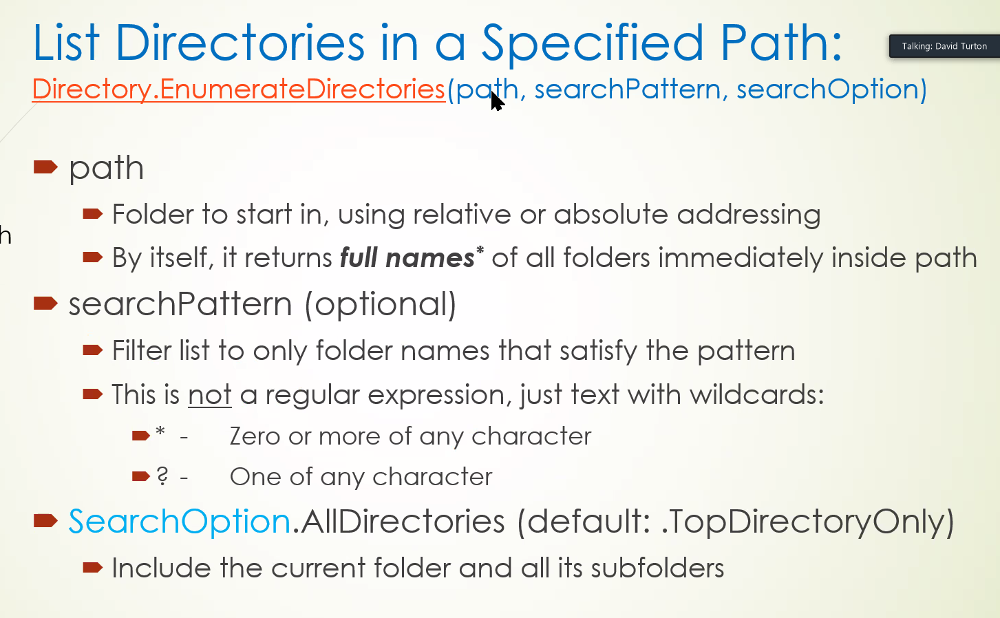 List Directories in a Specified Path:
Talking: David Turton
Directory.EnumerateDirectories(path, searchPattern, searchOption)
path
Folder to start in, using relative or absolute addressing
h
By itself, it returns full names* of all folders immediately inside path
searchPattern (optional)
Filter list to only folder names that satisfy the pattern
This is not a regular expression, just text with wildcards:
* - Zero or more of any character
? - One of any character
SearchOption.AllDirectories (default: .TopDirectoryOnly)
Include the current folder and all its subfolders